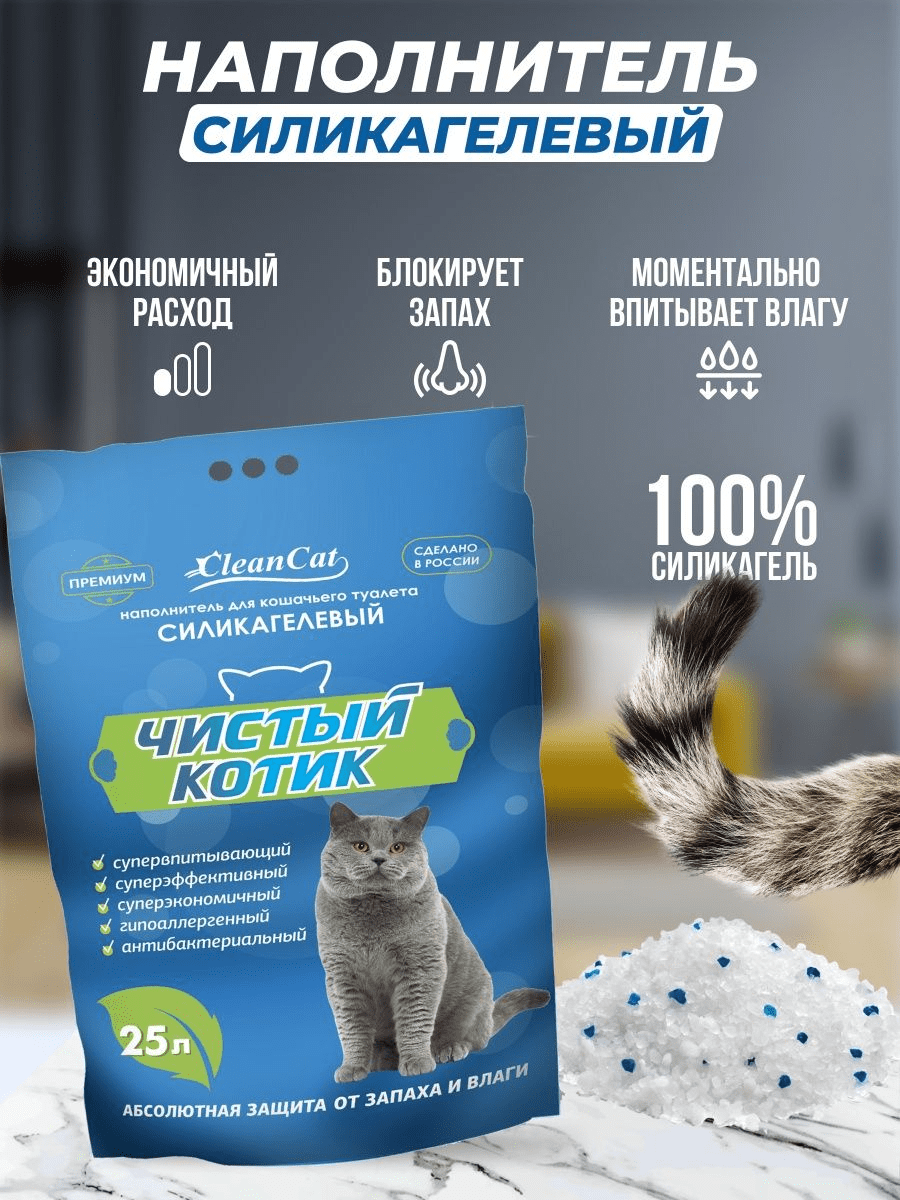 НАПОЛНИТЕЛЬ
СИЛИКАГЕЛЕВЫЙ
ЭКОНОМИЧНЫЙ
РАСХОД
БЛОКИРУЕТ
ЗАПАХ
МОМЕНТАЛЬНО
ВПИТЫВАЕТ ВЛАГУ
100%
СИЛИКАГЕЛЬ
ПРЕМИУМ
CleanCat
СДЕЛАНО
В РОССИИ
наполнитель для кошачьего туалета
СИЛИКАГЕЛЕВЫЙ
ЧИСТЫЙ
КОТИК
супервпитывающий
суперэффективный
суперэкономичный
гипоаллергенный
антибактериальный
25л
АБСОЛЮТНАЯ ЗАЩИТА ОТ ЗАПАХА И ВЛАГИ